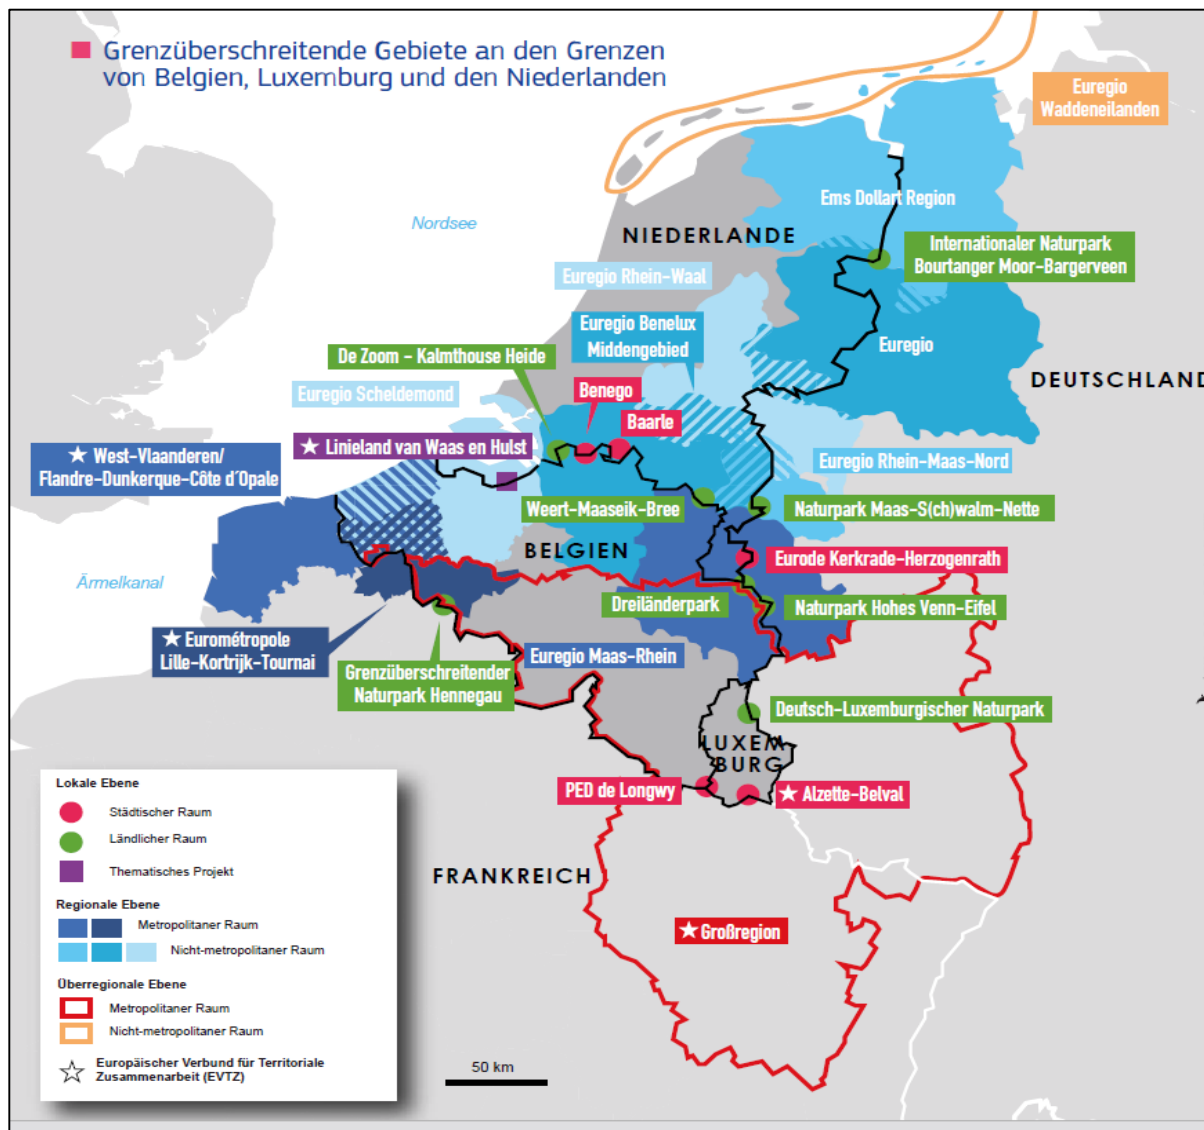 Grenzüberschreitende Gebiete an den Grenzen
von Belgien, Luxemburg und den Niederlanden
Euregio
Waddeneilanden
Ems Dollart Region
Nordsee
NIEDERLANDE
Internationaler Naturpark
Bourtanger Moor-Bargerveen
Euregio Rhein-Waal
Euregio Benelux
Middengebied
Euregio
De Zoom - Kalmthouse Heide
DEUTSCHLAND
Benego
Euregio Scheldemond
Baarle
★ Linieland van Waas en Hulst
★ West-Vlaanderen/
Flandre-Dunkerque-Côte d´Opale
Euregio Rhein-Maas-Nord
Weert-Maaseik-Bree
Naturpark Maas-S(ch)walm-Nette
BELGIEN
Eurode Kerkrade-Herzogenrath
Ärmelkanal
Dreiländerpark
Naturpark Hohes Venn-Eifel
★ Eurométropole
Lille-Kortrijk-Tournai
Euregio Maas-Rhein
Grenzüberschreitender
Naturpark Hennegau
Deutsch-Luxemburgischer Naturpark
LUXEM
BURG
PED de Longwy
★ Alzette-Belval
FRANKREICH
★ Großregion
Lokale Ebene
Städtischer Raum
Ländlicher Raum
Thematisches Projekt
Regionale Ebene
Metropolitaner Raum
Nicht-metropolitaner Raum
Überregionale Ebene
Metropolitaner Raum
Nicht-metropolitaner Raum
Europäischer Verbund für Territoriale
Zusammenarbeit (EVTZ)
50 km